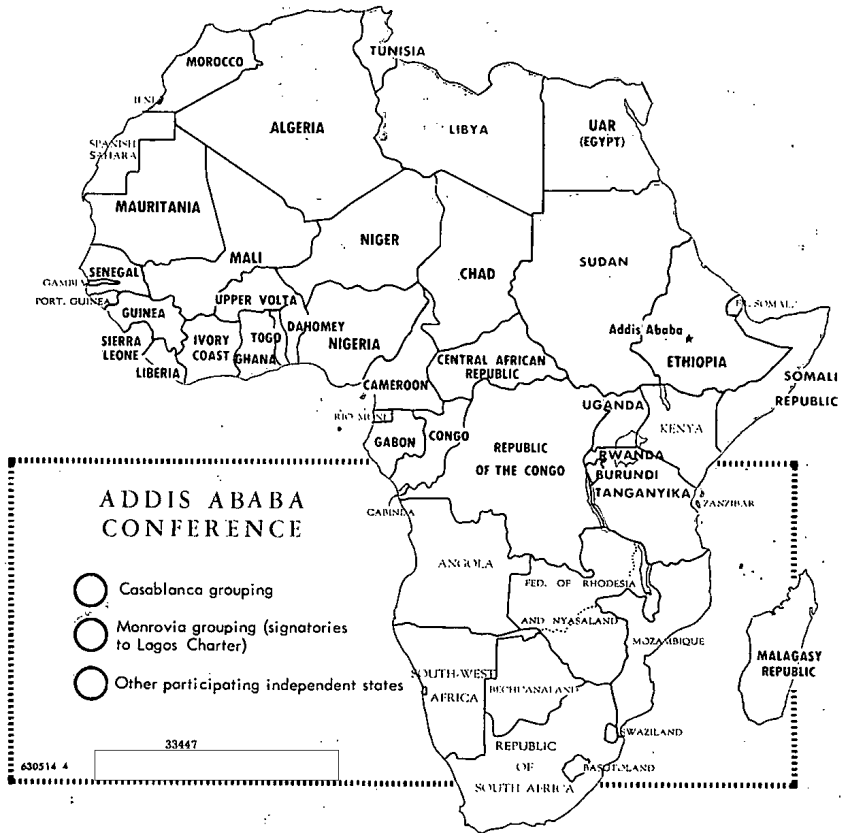 TUNISIA
MOROCCO
IFNI
ALGERIA
LIBYA
UAR
(EGYPT)
SPANISH
SAHARA
MAURITANIA
MALI
NIGER
CHAD
SUDAN
SENEGAL
GAMBIA
PORT. GUINEA
GUINEA
UPPER VOLTA
FR. SOMAL.
SIERRA
LEONE
IVORY
COAST
TOGO
GHANA
DAHOMEY
NIGERIA
Addis Ababa
ETHIOPIA
LIBERIA
CENTRAL AFRICAN
REPUBLIC
SOMALI
REPUBLIC
CAMEROON
UGANDA
RIO MUNI
KENYA
GABON
CONGO
REPUBLIC
OF THE CONGO
RWANDA
BURUNDI
TANGANYIKA
ZANZIBAR
CABINDA
ADDIS ABABA
CONFERENCE
ANGOLA
FED. OF RHODESIA
AND NYASALAND
Casablanca grouping
Monrovia grouping (signatories
to Lagos Charter)
Other participating independent states
MOZAMBIQUE
MALAGASY
REPUBLIC
SOUTH-WEST
AFRICA
BECHUANALAND
SWAZILAND
REPUBLIC
OF
SOUTH AFRICA
BASUTOLAND
33447
630514 4